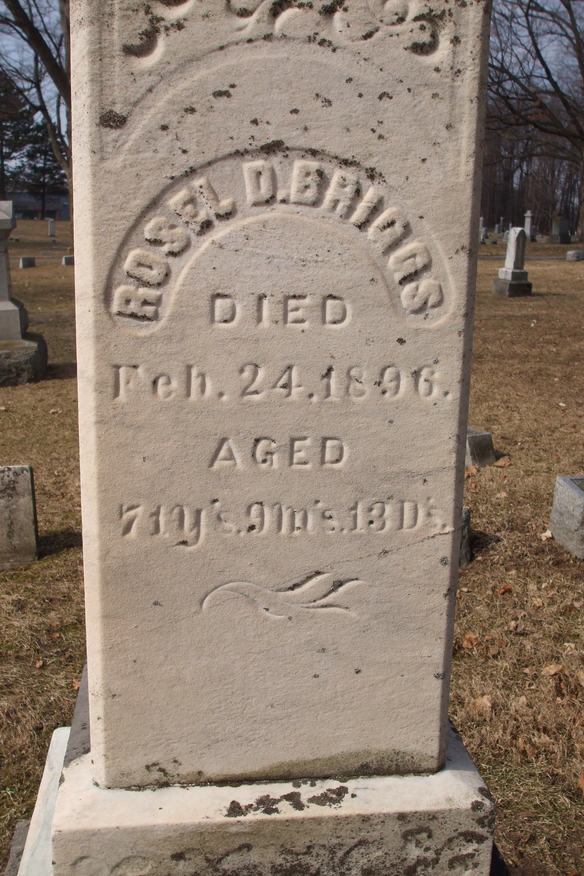 ROSEL D. BRIGGS
DIED
Feb. 24, 1896.
AGED
71 Y's. 9 M's. 13 D's.